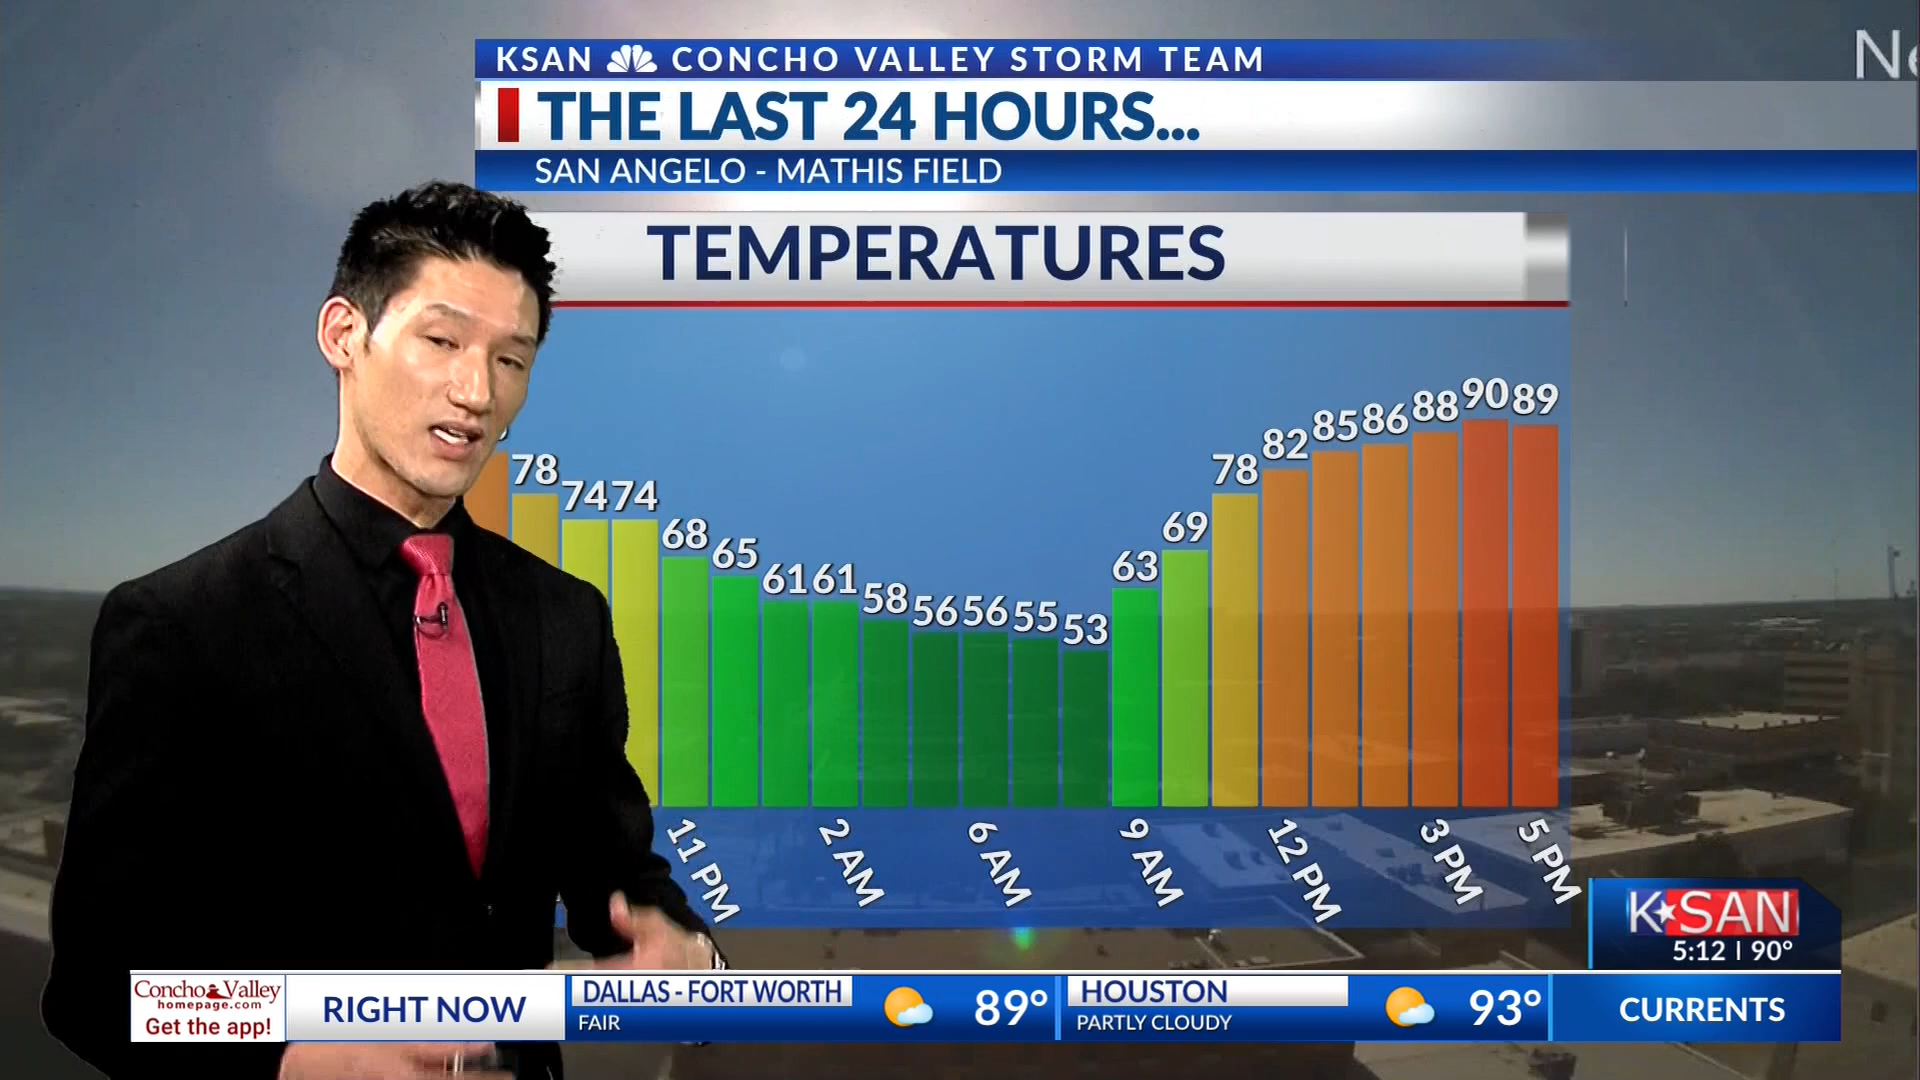 KSAN CONCHO VALLEY STORM TEAM
THE LAST 24 HOURS...
SAN ANGELO - MATHIS FIELD
TEMPERATURES
78 74 74 68 65 61 61 58 56 56 55 53 63 69 78 82 85 86 88 90 89
11 PM 2 AM 6 AM 9 AM 12 PM 3 PM 5 PM
K SAN
5:12 | 90°
Concho Valley
homepage.com
Get the app!
RIGHT NOW
DALLAS - FORT WORTH
FAIR
89°
HOUSTON
PARTLY CLOUDY
93°
CURRENTS